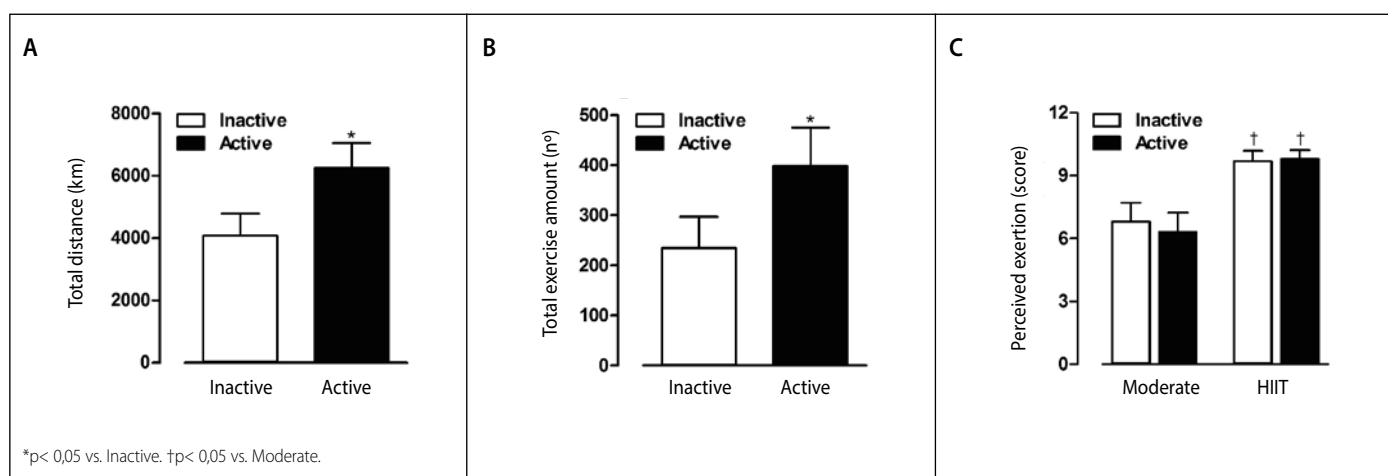 A
Total distance (km)
8000
6000
4000
2000
0
Inactive
Active
*
Inactive Active
*p< 0,05 vs. Inactive. †p< 0,05 vs. Moderate.
B
Total exercise amount (nº)
500
400
300
200
100
0
Inactive
Active
*
Inactive Active
C
Perceived exertion (score)
12
9
6
3
0
Inactive
Active
† †
Moderate HIIT